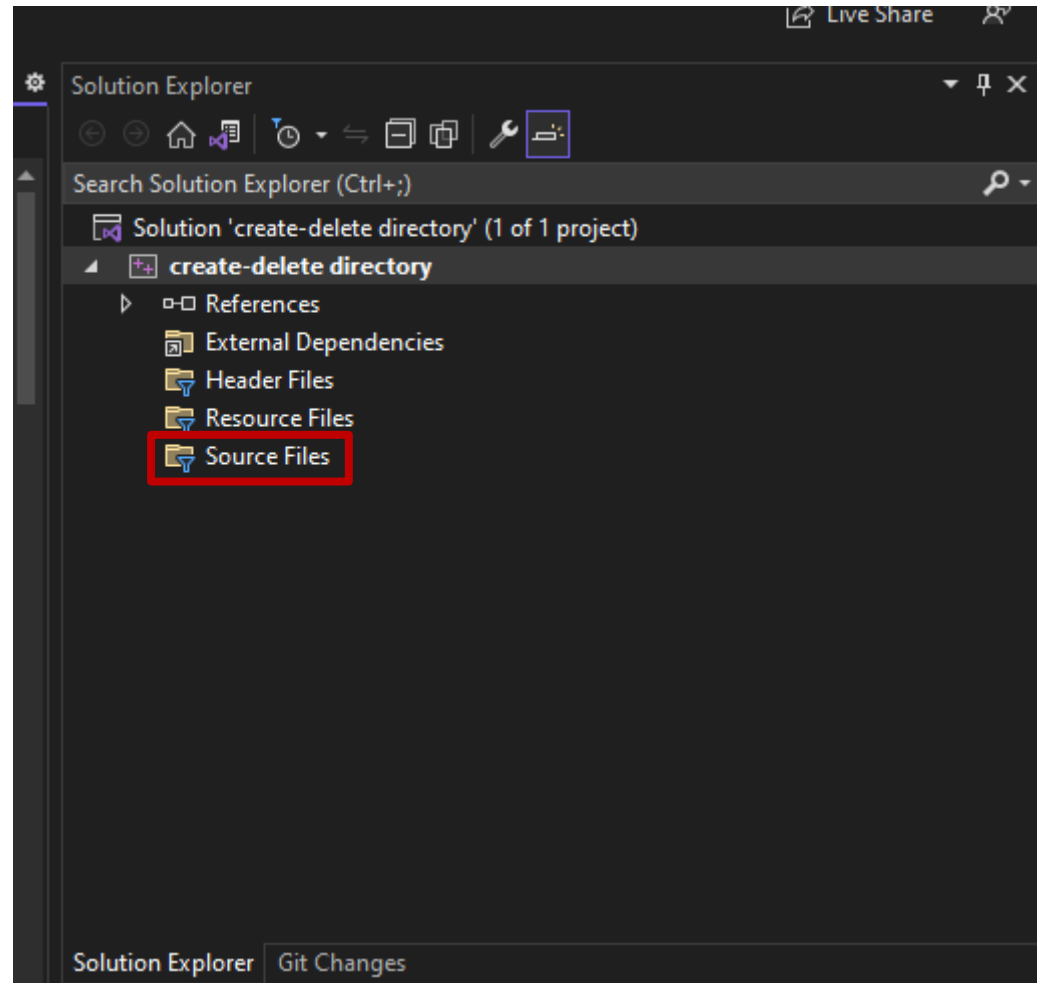 Live Share
Solution Explorer
Search Solution Explorer (Ctrl+;)
Solution 'create-delete directory' (1 of 1 project)
create-delete directory
References
External Dependencies
Header Files
Resource Files
Source Files
Solution Explorer Git Changes